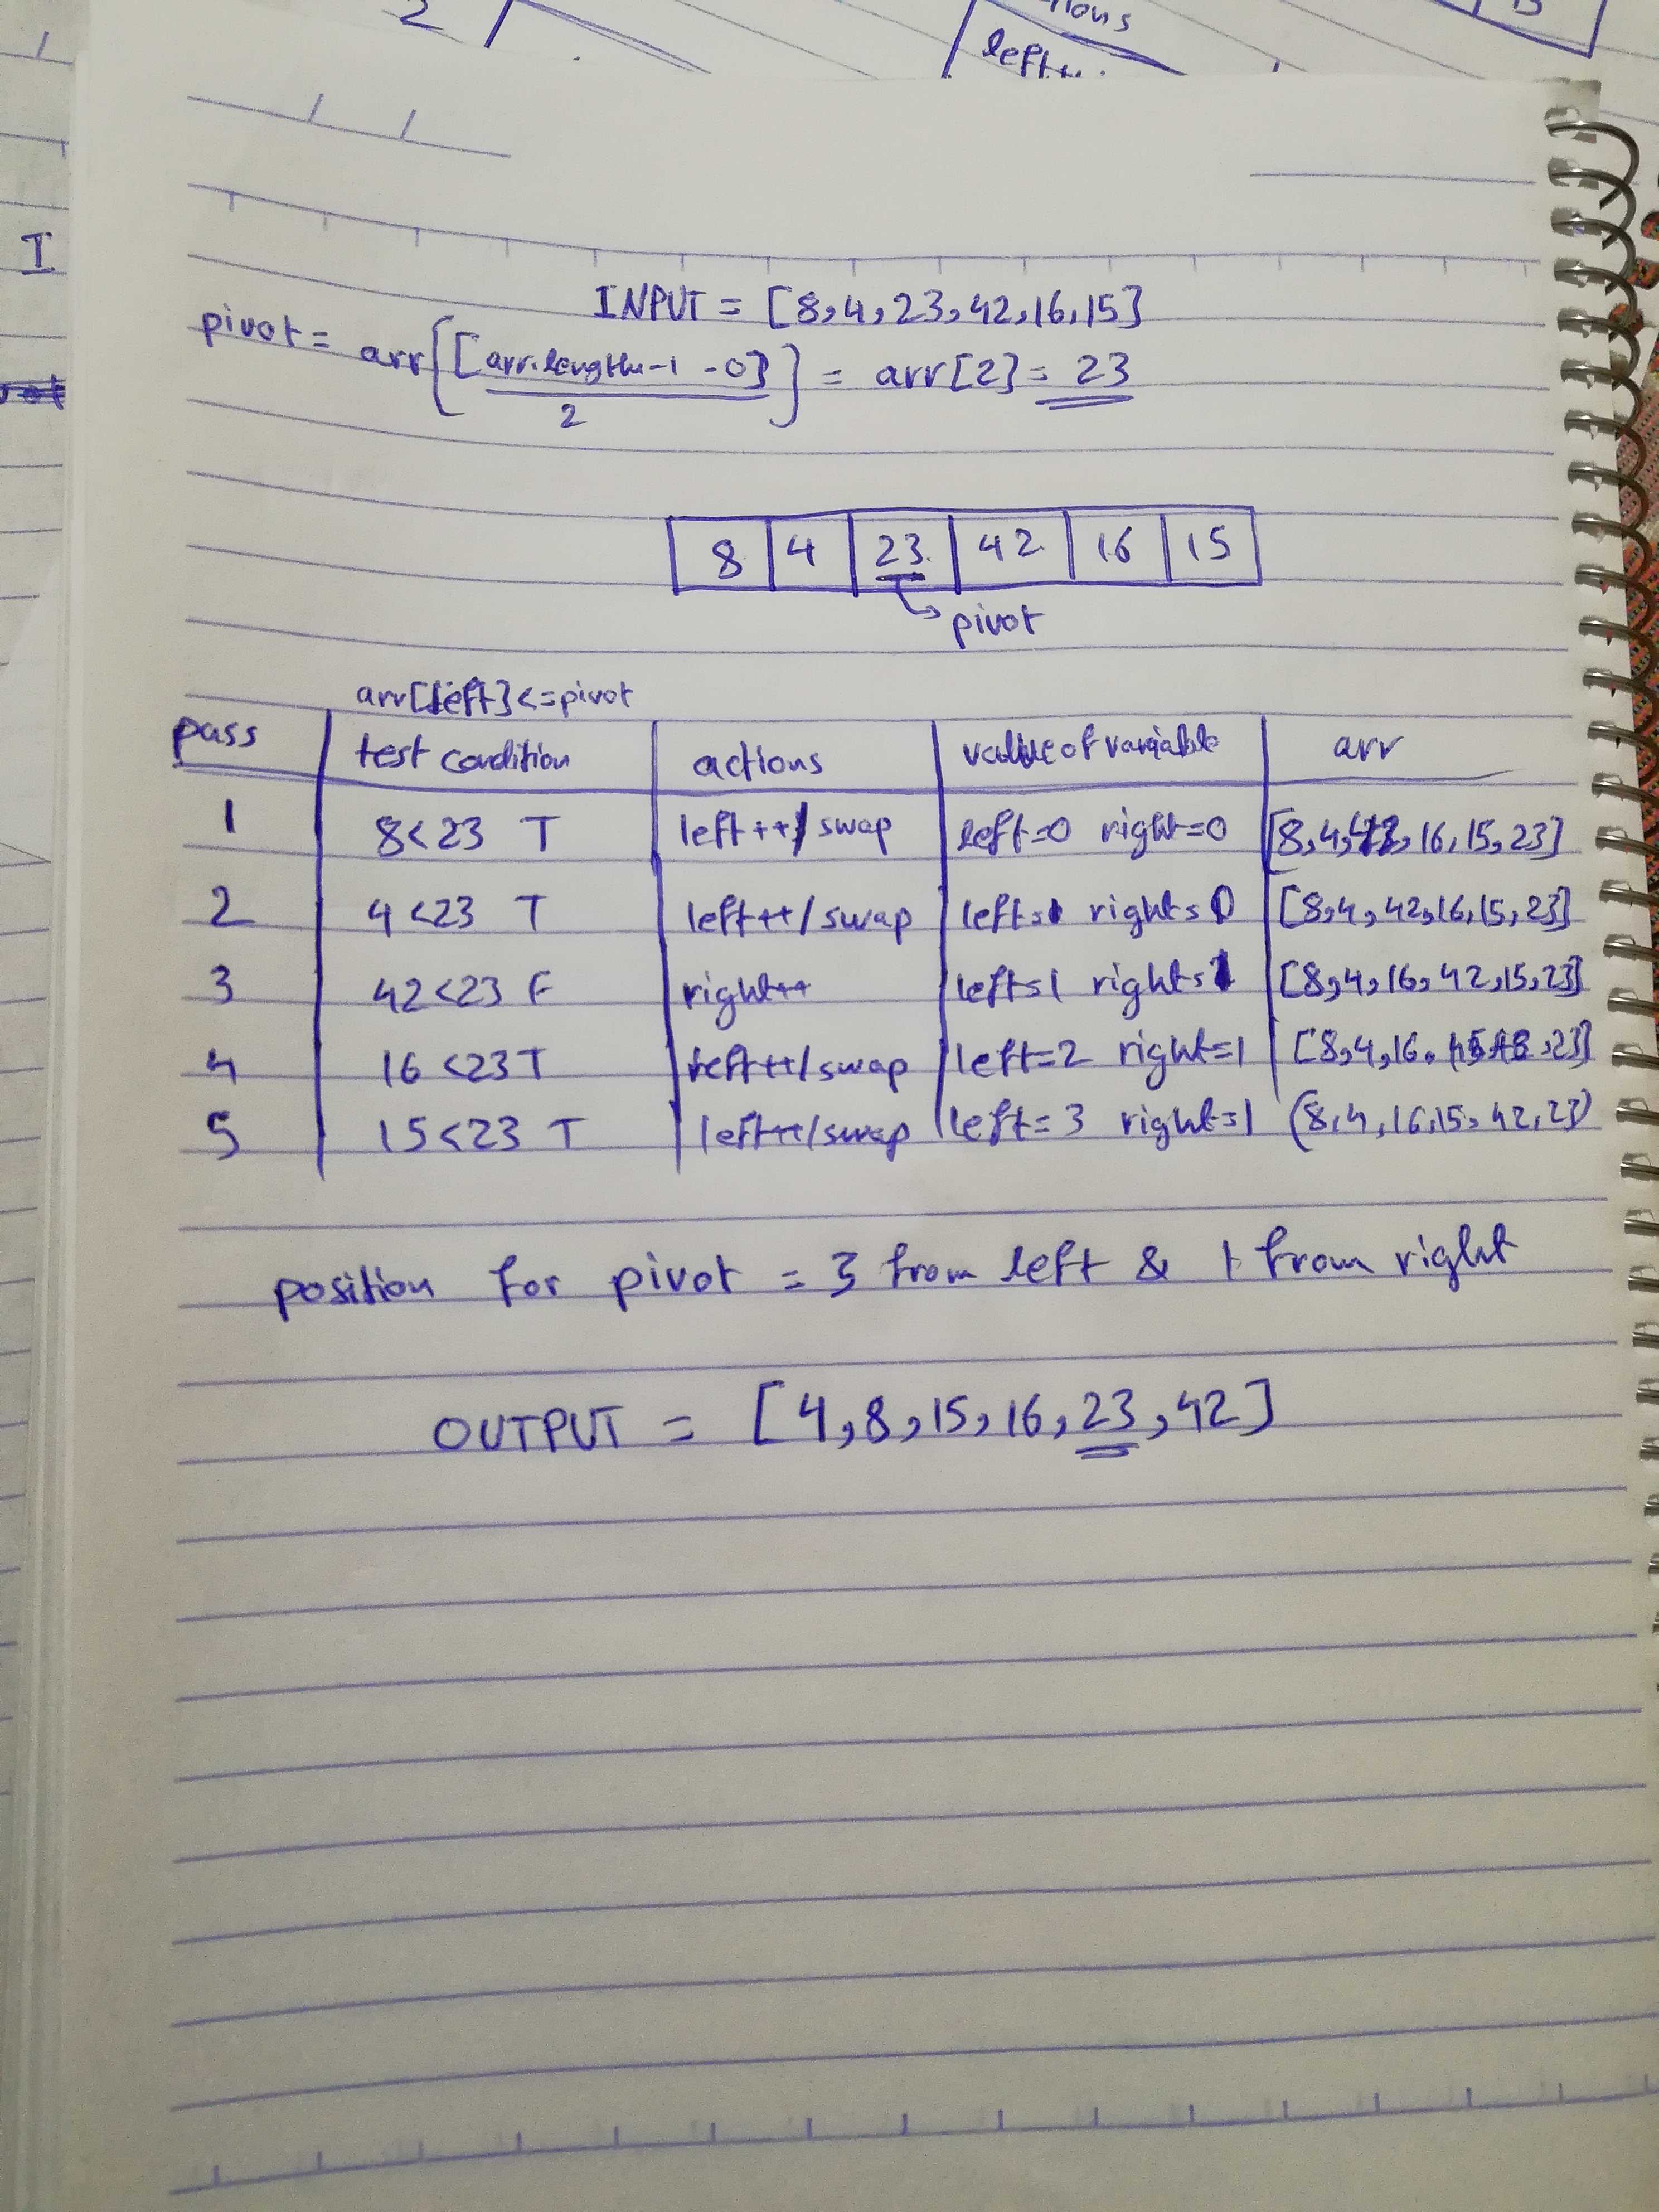 2
ions
left++.
15
I
INPUT = [8,4,23,42,16,15]
pivot = arr[[arr.length-1 -0] / 2] = arr[2] = 23
8 4 23 42 16 15
pivot
arr[left]<=pivot
pass test condition actions value of variable arr
1 8<23 T left++/swap left=0 right=0 [8,4,42,16,15,23]
2 4<23 T left++/swap left=1 right=0 [8,4,42,16,15,23]
3 42<23 F right++ left=1 right=1 [8,4,16,42,15,23]
4 16<23 T left++/swap left=2 right=1 [8,4,16, ,23]
5 15<23 T left++/swap left=3 right=1 (8,4,16,15,42,23)
position for pivot = 3 from left & 1 from right
OUTPUT = [4,8,15,16,23,42]